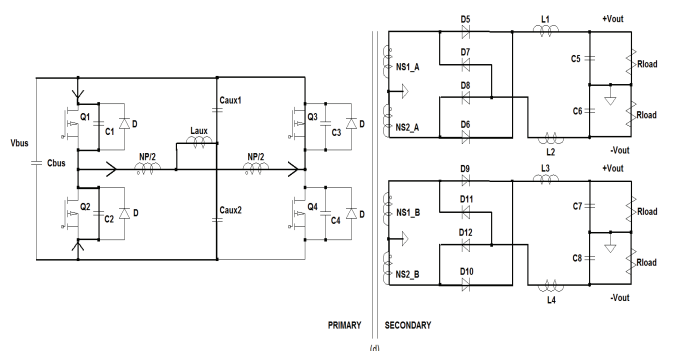 D5
L1
+Vout
NS1_A
D7
C5
Rload
D8
C6
Rload
NS2_A
D6
L2
-Vout
Q1
C1
D
Caux1
Laux
Q3
C3
D
Vbus
Cbus
NP/2
NP/2
Q2
C2
D
Caux2
Q4
C4
D
D9
L3
+Vout
NS1_B
D11
C7
Rload
D12
C8
Rload
NS2_B
D10
L4
-Vout
PRIMARY
SECONDARY
(d)